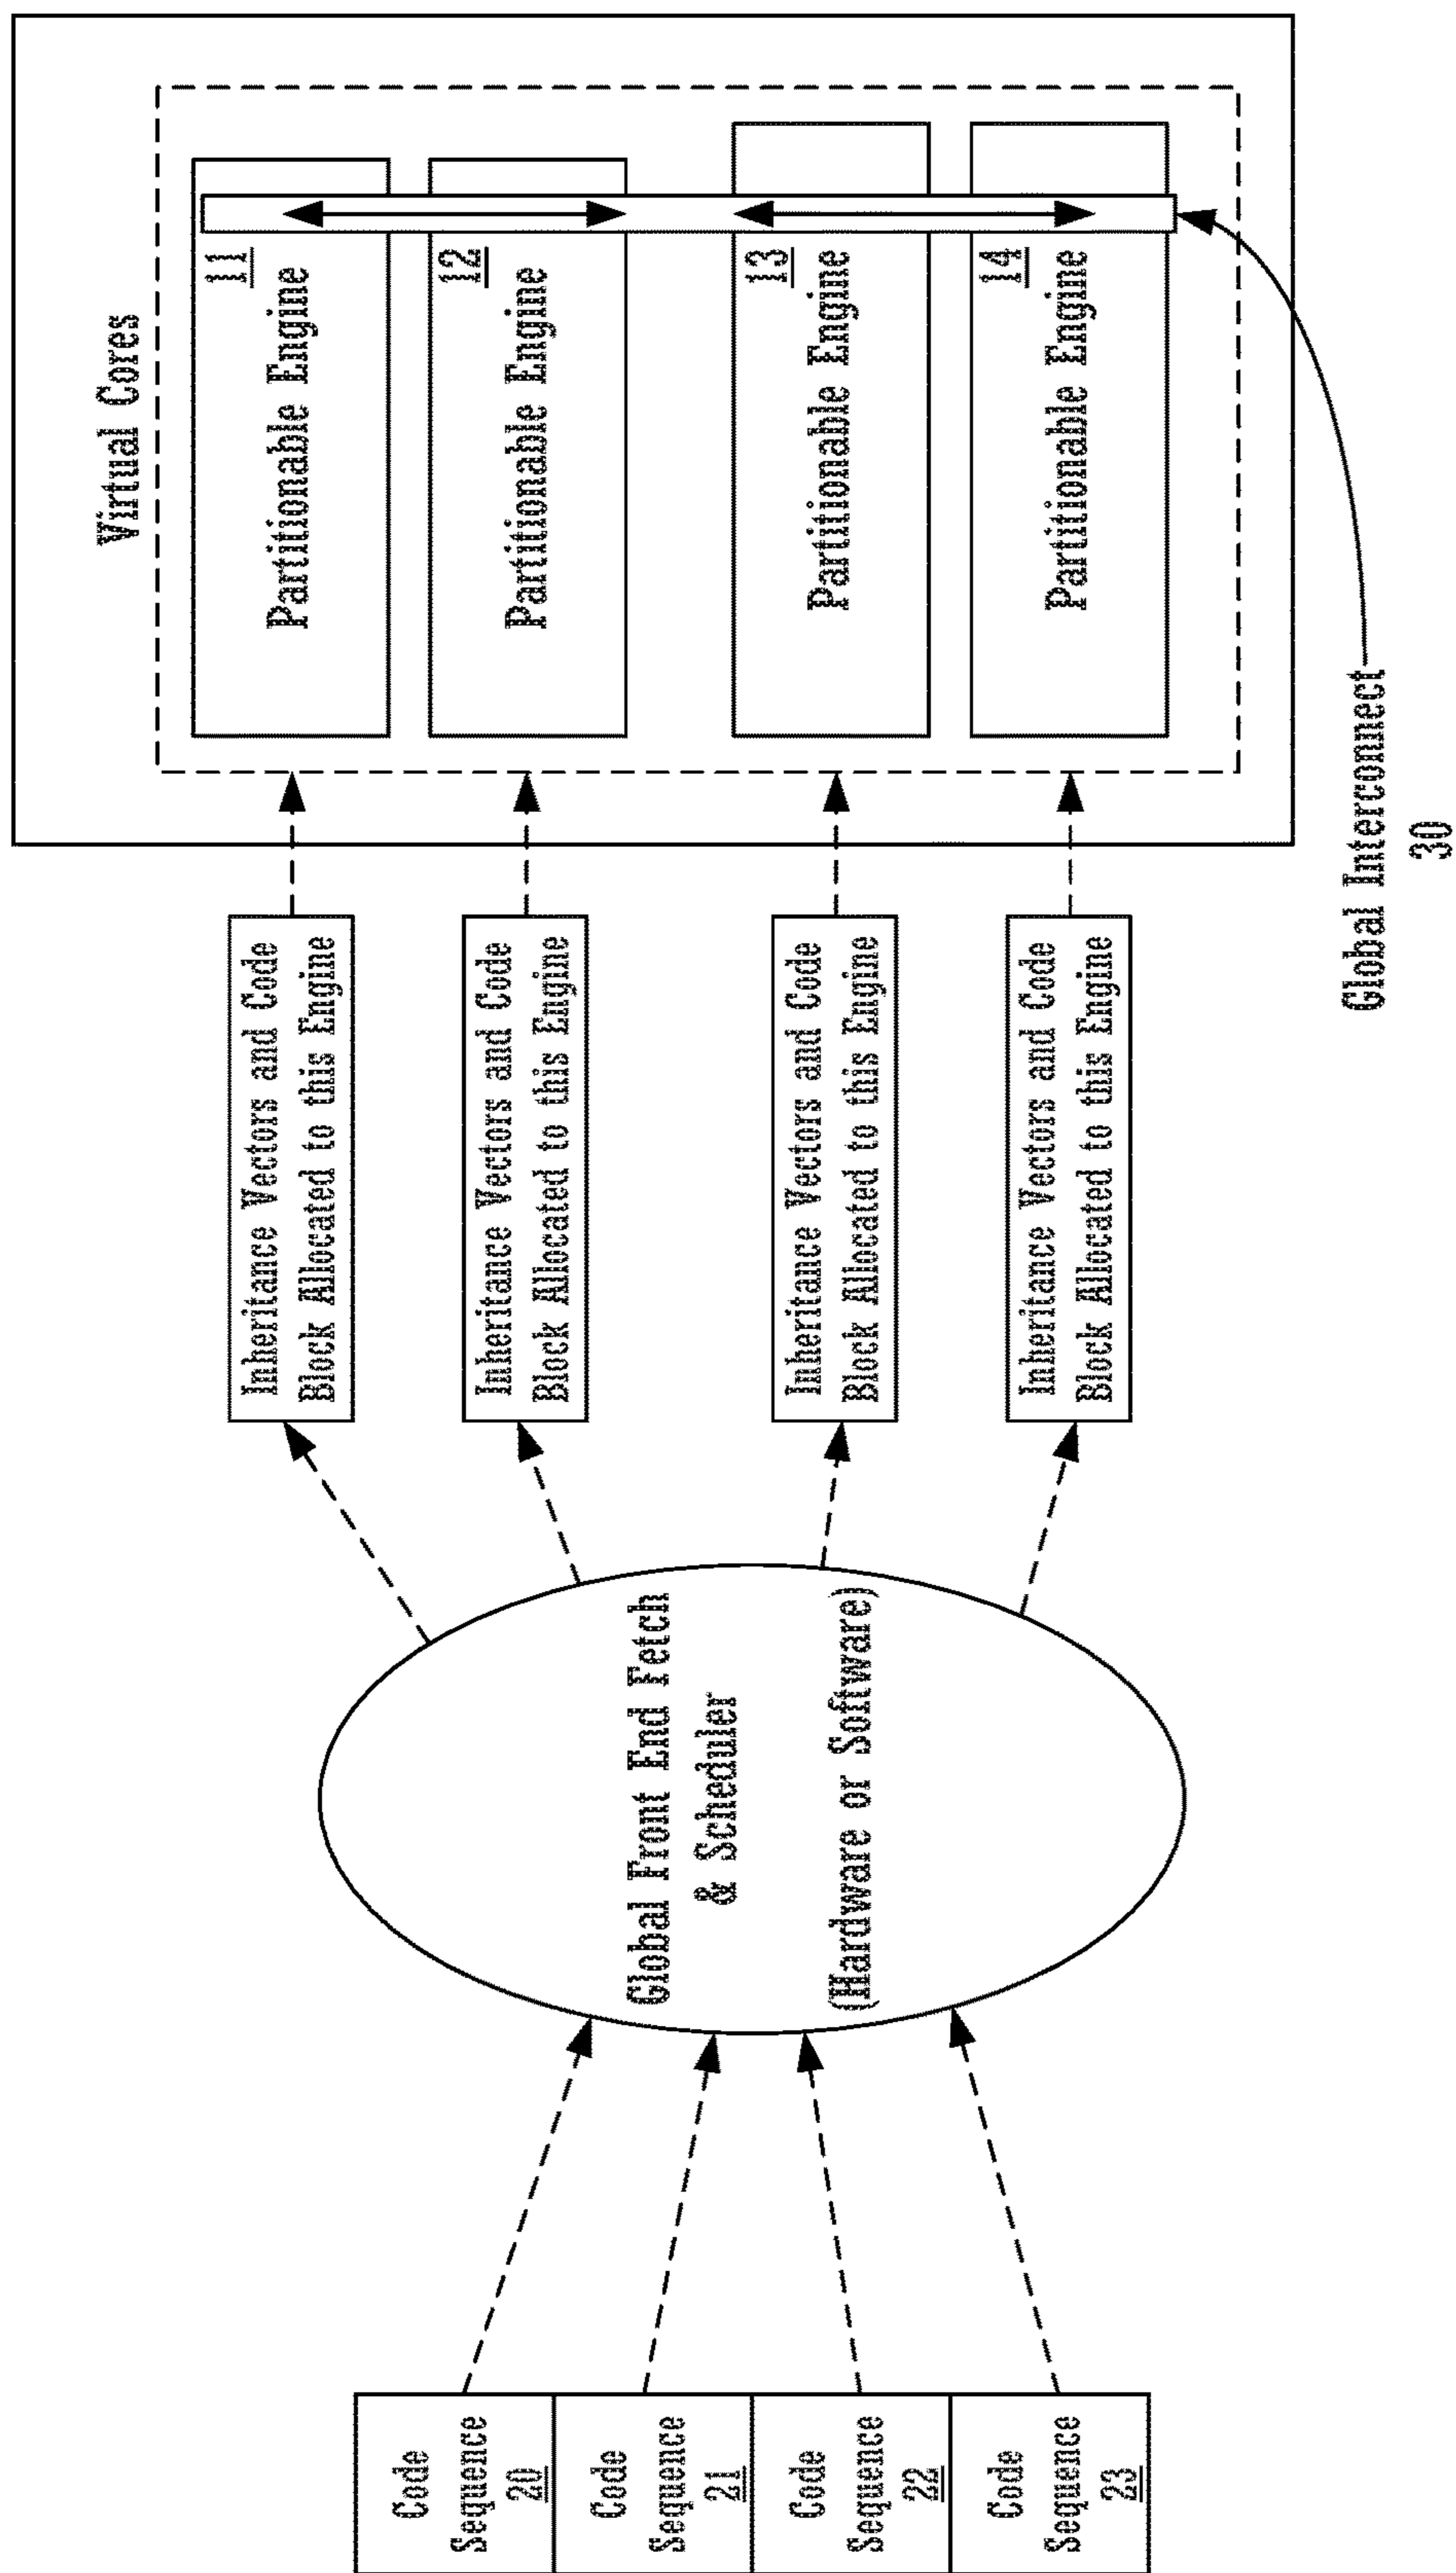 Code
Sequence
20
Code
Sequence
21
Code
Sequence
22
Code
Sequence
23
Global Front End Fetch
& Scheduler
(Hardware or Software)
Inheritance Vectors and Code
Block Allocated to this Engine
Inheritance Vectors and Code
Block Allocated to this Engine
Inheritance Vectors and Code
Block Allocated to this Engine
Inheritance Vectors and Code
Block Allocated to this Engine
Virtual Cores
11
Partitionable Engine
12
Partitionable Engine
13
Partitionable Engine
14
Partitionable Engine
Global Interconnect
30